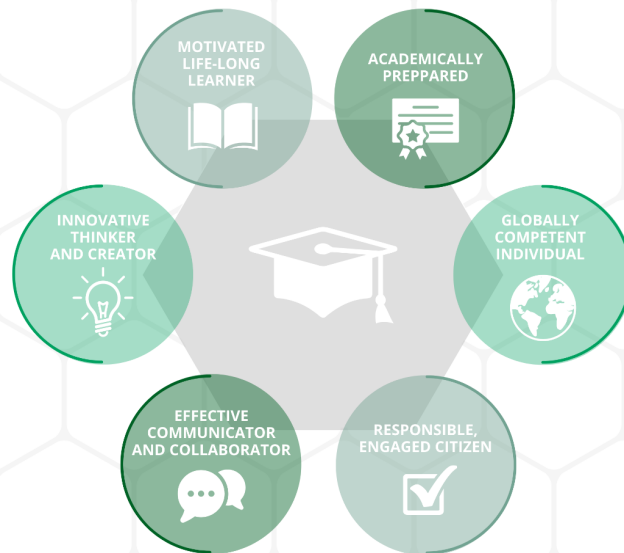 MOTIVATED
LIFE-LONG
LEARNER
ACADEMICALLY
PREPPARED
INNOVATIVE
THINKER
AND CREATOR
GLOBALLY
COMPETENT
INDIVIDUAL
EFFECTIVE
COMMUNICATOR
AND COLLABORATOR
RESPONSIBLE,
ENGAGED CITIZEN